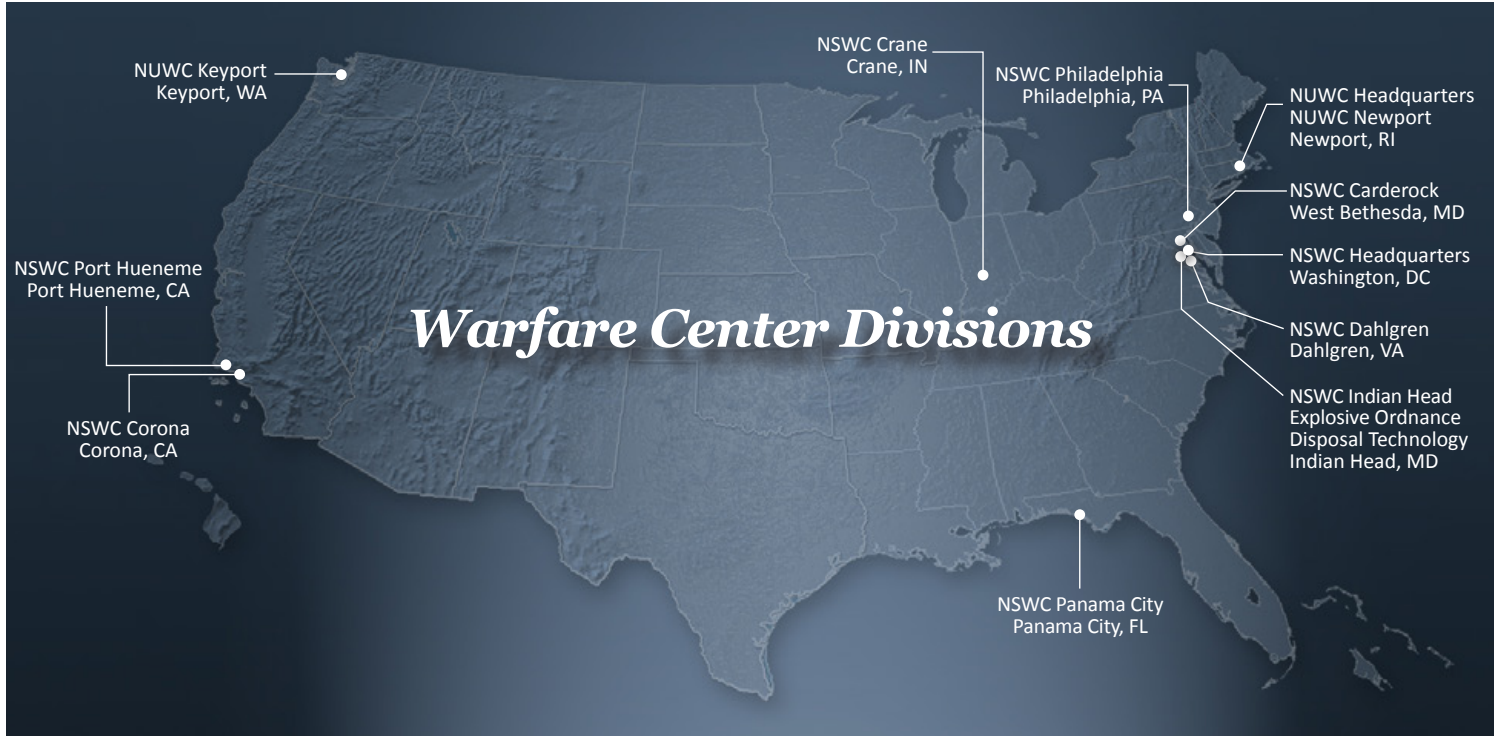 NSWC Crane
Crane, IN
NUWC Keyport
Keyport, WA
NSWC Philadelphia
Philadelphia, PA
NUWC Headquarters
NUWC Newport
Newport, RI
NSWC Carderock
West Bethesda, MD
NSWC Headquarters
Washington, DC
NSWC Port Hueneme
Port Hueneme, CA
Warfare Center Divisions
NSWC Dahlgren
Dahlgren, VA
NSWC Indian Head
Explosive Ordnance
Disposal Technology
Indian Head, MD
NSWC Corona
Corona, CA
NSWC Panama City
Panama City, FL